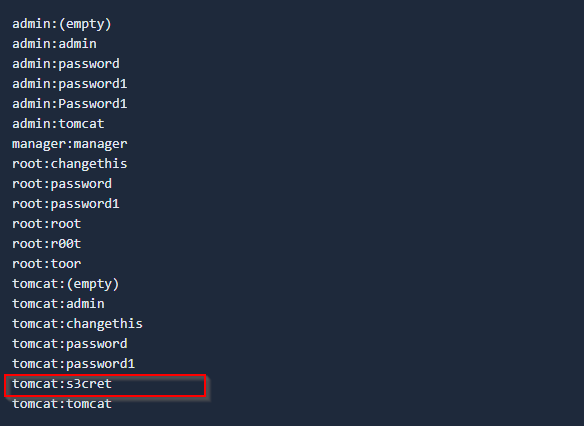 admin:(empty)
admin:admin
admin:password
admin:password1
admin:Password1
admin:tomcat
manager:manager
root:changethis
root:password
root:password1
root:root
root:r00t
root:toor
tomcat:(empty)
tomcat:admin
tomcat:changethis
tomcat:password
tomcat:password1
tomcat:s3cret
tomcat:tomcat